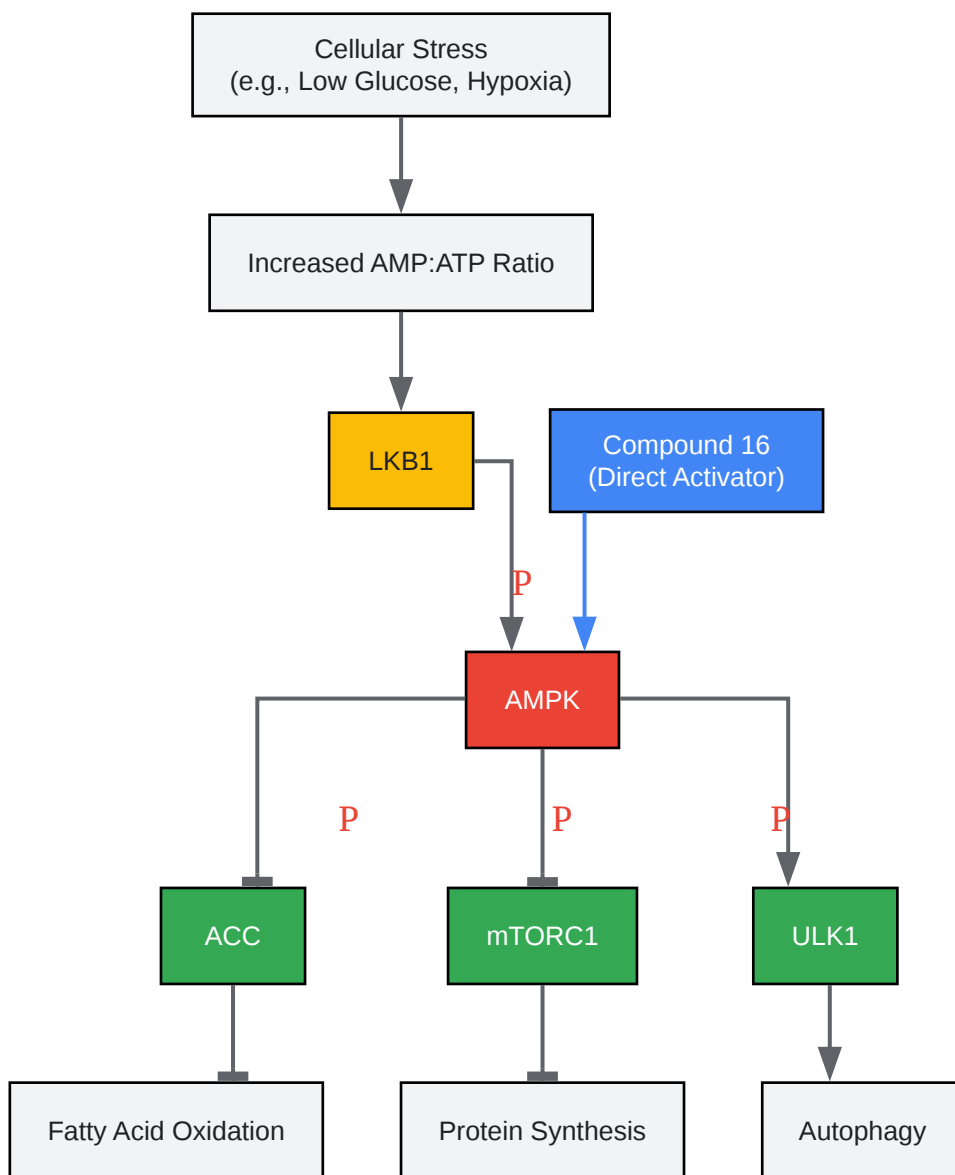 Cellular Stress
(e.g., Low Glucose, Hypoxia)
Increased AMP:ATP Ratio
LKB1
Compound 16
(Direct Activator)
P
AMPK
P
P
P
ACC
mTORC1
ULK1
Fatty Acid Oxidation
Protein Synthesis
Autophagy